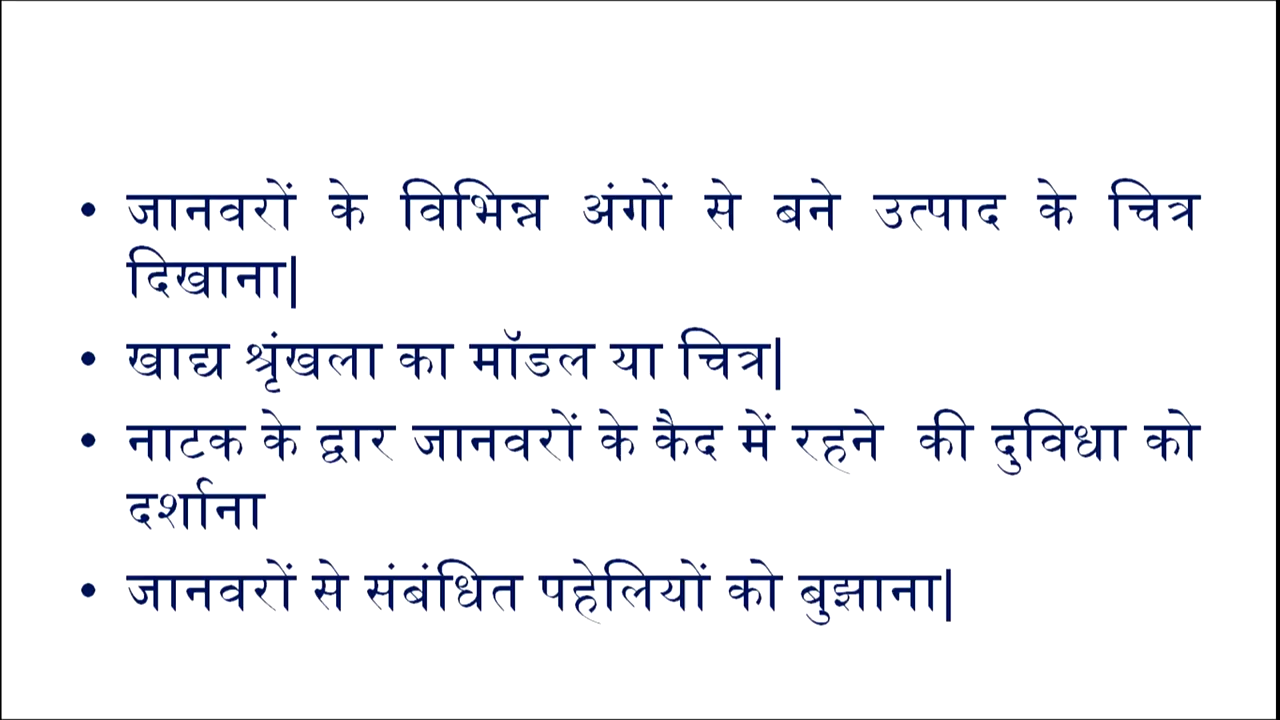 • जानवरों के विभिन्न अंगों से बने उत्पाद के चित्र
दिखाना|
• खाद्य श्रृंखला का मॉडल या चित्र|
• नाटक के द्वार जानवरों के कैद में रहने की दुविधा को
दर्शाना
• जानवरों से संबंधित पहेलियों को बुझाना|